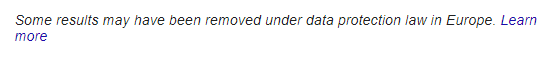 Some results may have been removed under data protection law in Europe. Learn
more